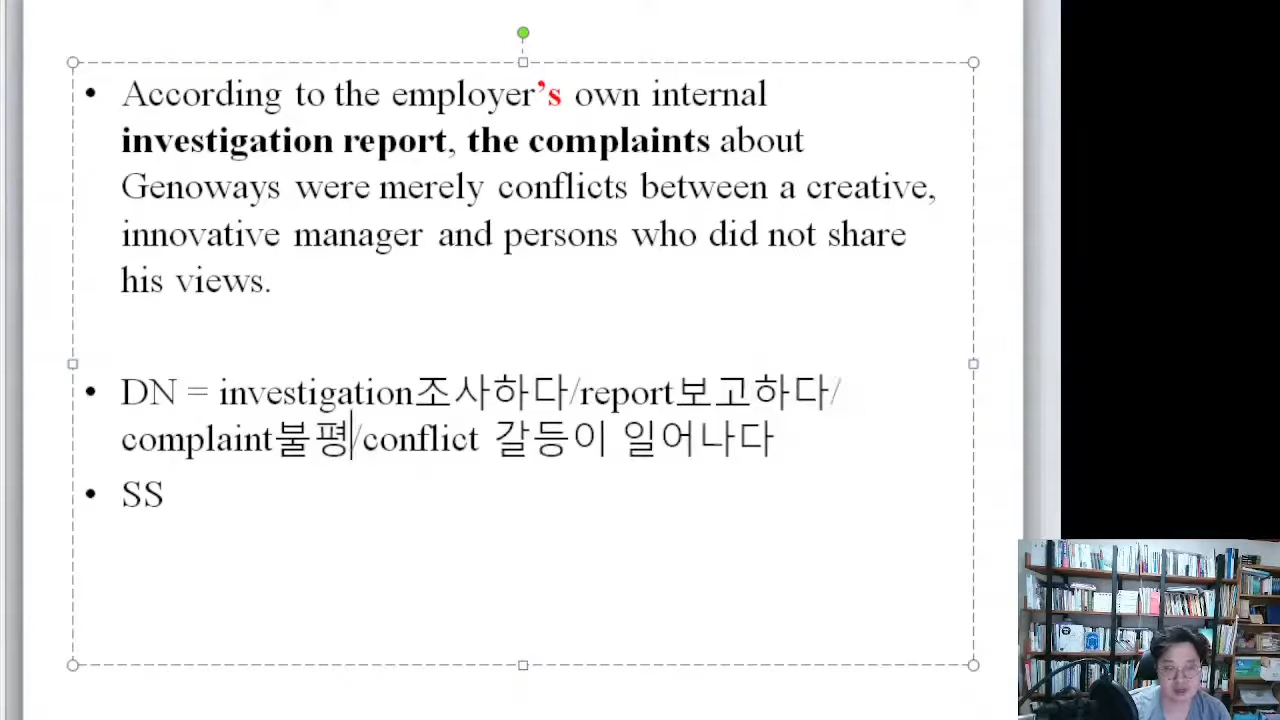 • According to the employer’s own internal
investigation report, the complaints about
Genoways were merely conflicts between a creative,
innovative manager and persons who did not share
his views.
• DN = investigation조사하다/report보고하다/
complaint불평/conflict 갈등이 일어나다
• SS